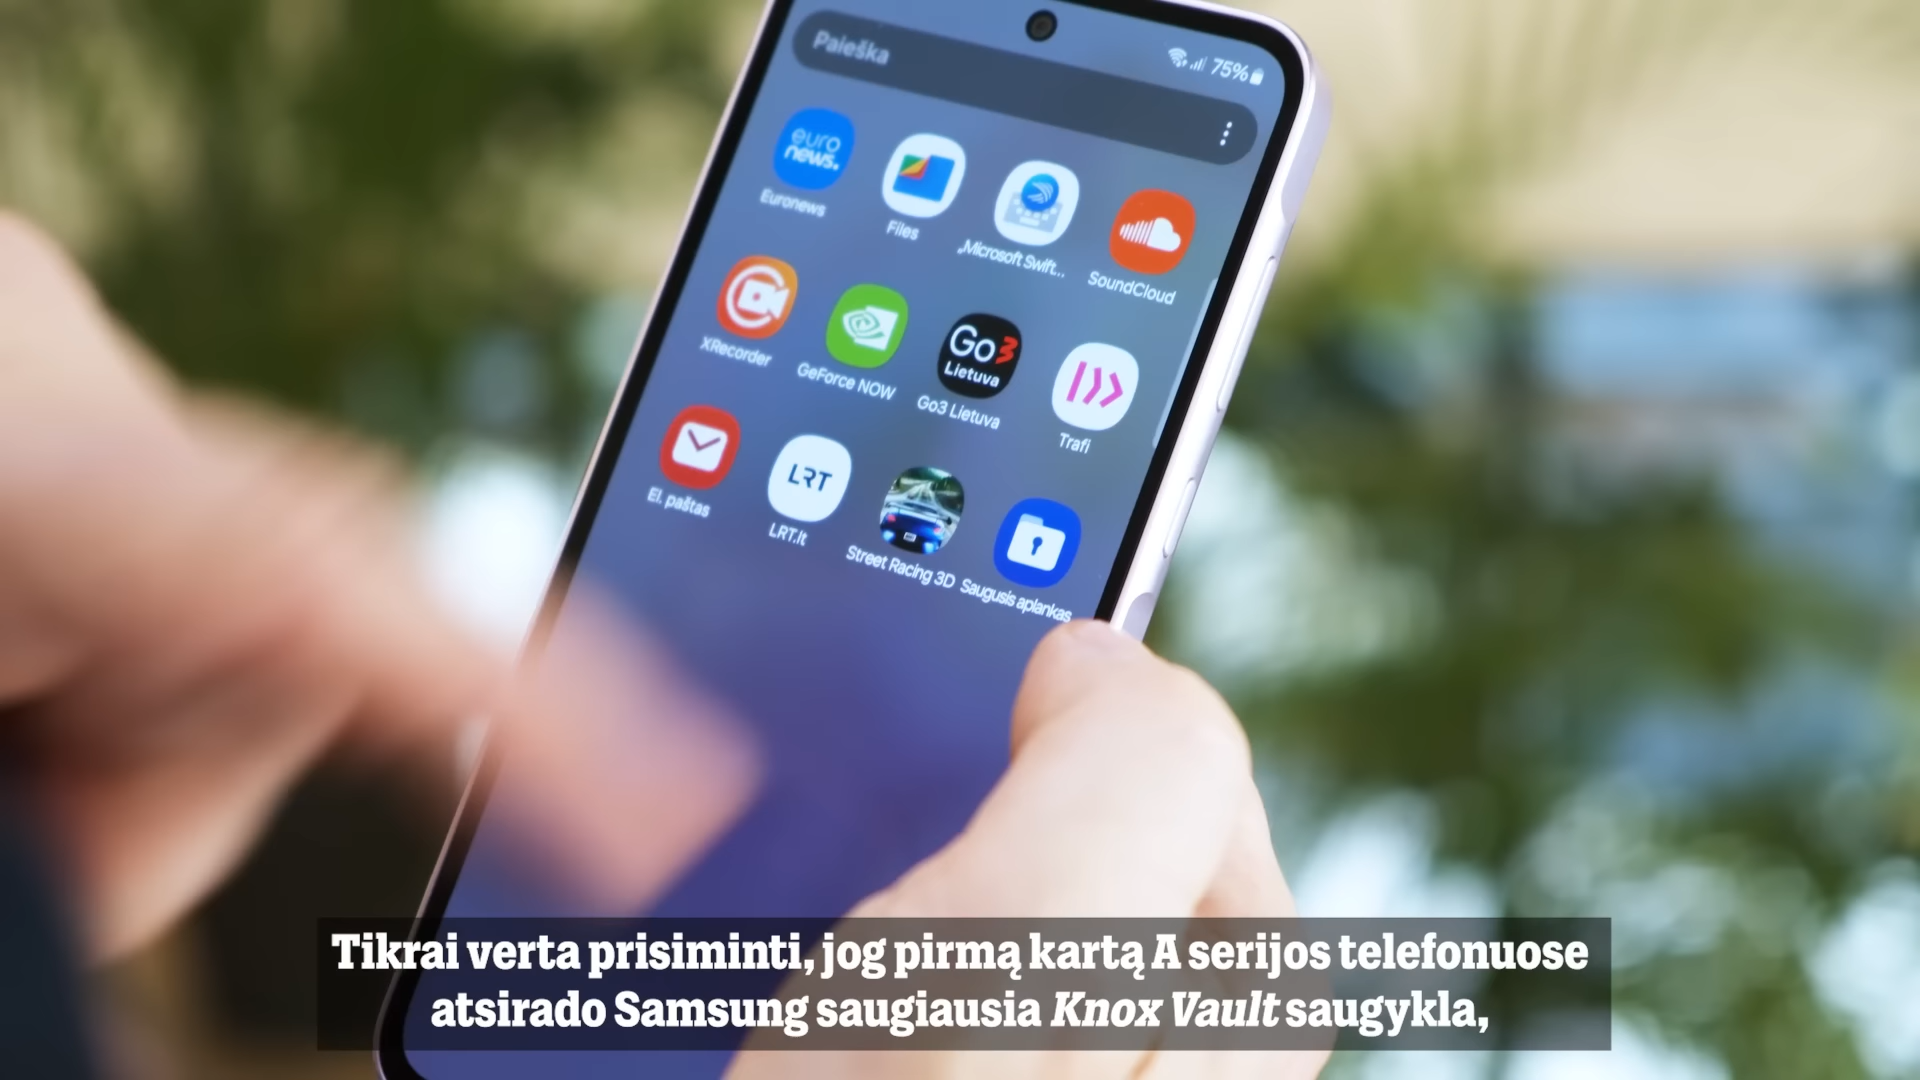 Paieška
75%
euro
news.
Euronews
Files
„Microsoft Swift...
SoundCloud
XRecorder
GeForce NOW
Go3
Lietuva
Go3 Lietuva
Trafi
El. paštas
LRT
LRT.lt
Street Racing 3D
Saugusis aplankas
Tikrai verta prisiminti, jog pirmą kartą A serijos telefonuose
atsirado Samsung saugiausia Knox Vault saugykla,